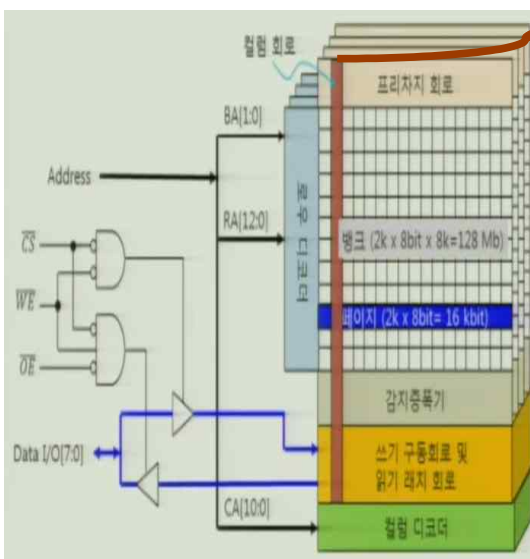 컬럼 회로
프리차지 회로
BA[1:0]
Address
RA[12:0]
로우 디코더
CS
뱅크 (2k x 8bit x 8k=128 Mb)
WE
페이지 (2k x 8bit= 16 kbit)
OE
감지증폭기
Data I/O[7:0]
쓰기 구동회로 및
읽기 래치 회로
CA[10:0]
컬럼 디코더